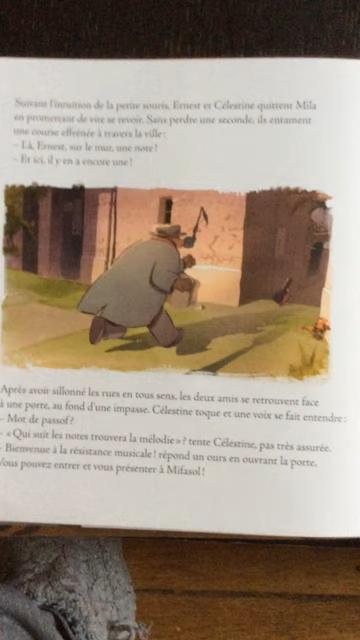 Suivant l'intuition de la petite souris, Ernest et Célestine quittent Mila
en promettant de vite se revoir. Sans perdre une seconde, ils entament
une course effrénée à travers la ville :
– Là, Ernest, sur le mur, une note !
– Et ici, il y en a encore une !
Après avoir sillonné les rues en tous sens, les deux amis se retrouvent face
à une porte, au fond d'une impasse. Célestine toque et une voix se fait entendre :
– Mot de passe ?
– « Qui suit les notes trouvera la mélodie » ? tente Célestine, pas très assurée.
– Bienvenue à la résistance musicale ! répond un ours en ouvrant la porte.
Vous pouvez entrer et vous présenter à Mifasol !